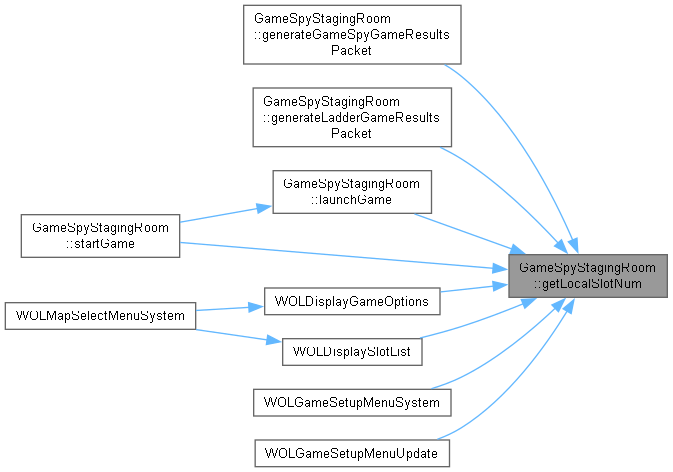 GameSpyStagingRoom
::generateGameSpyGameResults
Packet
GameSpyStagingRoom
::generateLadderGameResults
Packet
GameSpyStagingRoom
::launchGame
GameSpyStagingRoom
::startGame
GameSpyStagingRoom
::getLocalSlotNum
WOLDisplayGameOptions
WOLMapSelectMenuSystem
WOLDisplaySlotList
WOLGameSetupMenuSystem
WOLGameSetupMenuUpdate